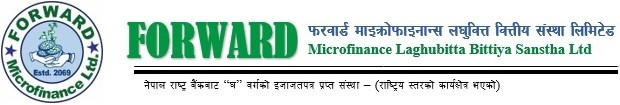 FORWARD
Microfinance Ltd.
Estd. 2069
FORWARD
फरवार्ड माइक्रोफाइनान्स लघुवित्त वित्तीय संस्था लिमिटेड
Microfinance Laghubitta Bittiya Sanstha Ltd
नेपाल राष्ट्र बैंकबाट “घ” वर्गको इजाजतपत्र प्राप्त संस्था – (राष्ट्रिय स्तरको कार्यक्षेत्र भएको)